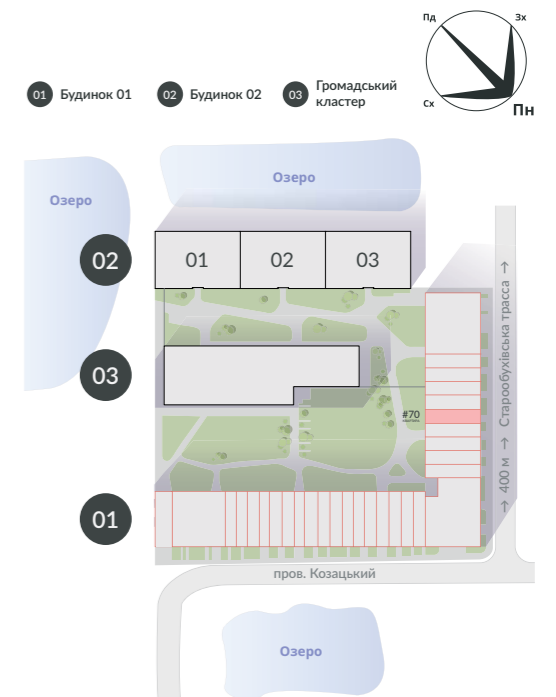 Пд
Зх
Сх
Пн
01 Будинок 01
02 Будинок 02
03 Громадський
кластер
Озеро
Озеро
02
01
02
03
03
#70
01
← 400 м → Старообухівська трасса →
пров. Козацький
Озеро